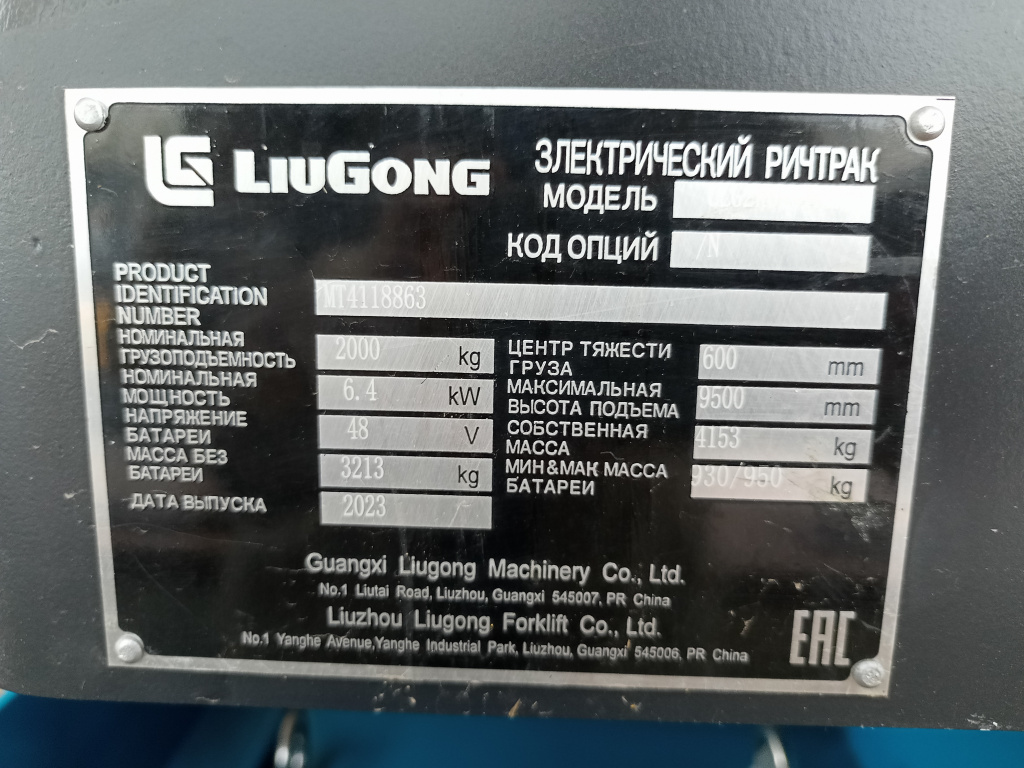 LIUGONG
ЗЛЕКТРИЧЕСКИЙ РИЧТРАК
МОДЕЛЬ
КОД ОПЦИЙ /N
PRODUCT
IDENTIFICATION
NUMBER
MT4118863
НОМИНАЛЬНАЯ
ГРУЗОПОДЪЕМНОСТЬ
2000 kg
ЦЕНТР ТЯЖЕСТИ
ГРУЗА
600 mm
НОМИНАЛЬНАЯ
МОЩНОСТЬ
6.4 kW
МАКСИМАЛЬНАЯ
ВЫСОТА ПОДЪЕМА
9500 mm
НАПРЯЖЕНИЕ
БАТАРЕИ
48 V
СОБСТВЕННАЯ
МАССА
4153 kg
МАССА БЕЗ
БАТАРЕИ
3213 kg
МИН&МАК МАССА
БАТАРЕИ
930/950 kg
ДАТА ВЫПУСКА
2023
Guangxi Liugong Machinery Co., Ltd.
No.1 Liutai Road, Liuzhou, Guangxi 545007, PR China
Liuzhou Liugong Forklift Co., Ltd.
No.1 Yanghe Avenue,Yanghe Industrial Park, Liuzhou, Guangxi 545006, PR China
EAC